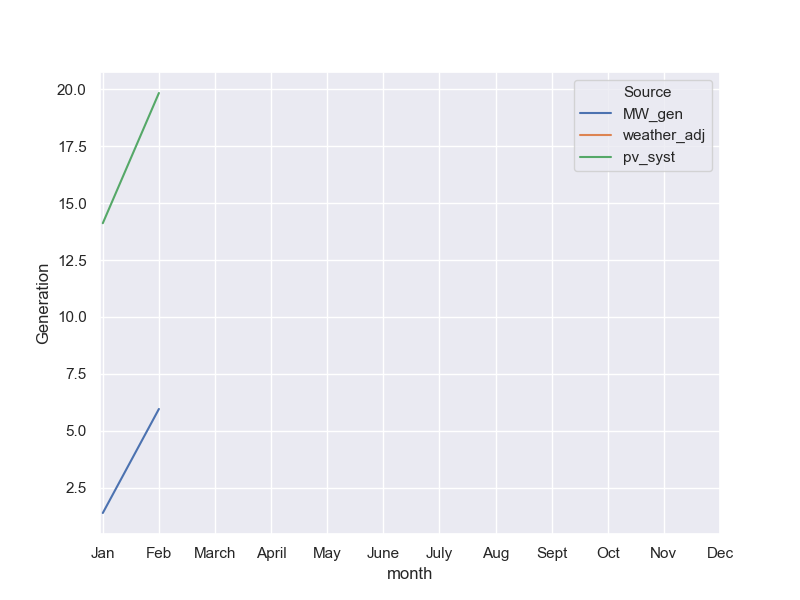 Source
MW_gen
weather_adj
pv_syst
20.0
17.5
15.0
12.5
10.0
7.5
5.0
2.5
Generation
Jan Feb March April May June July Aug Sept Oct Nov Dec
month